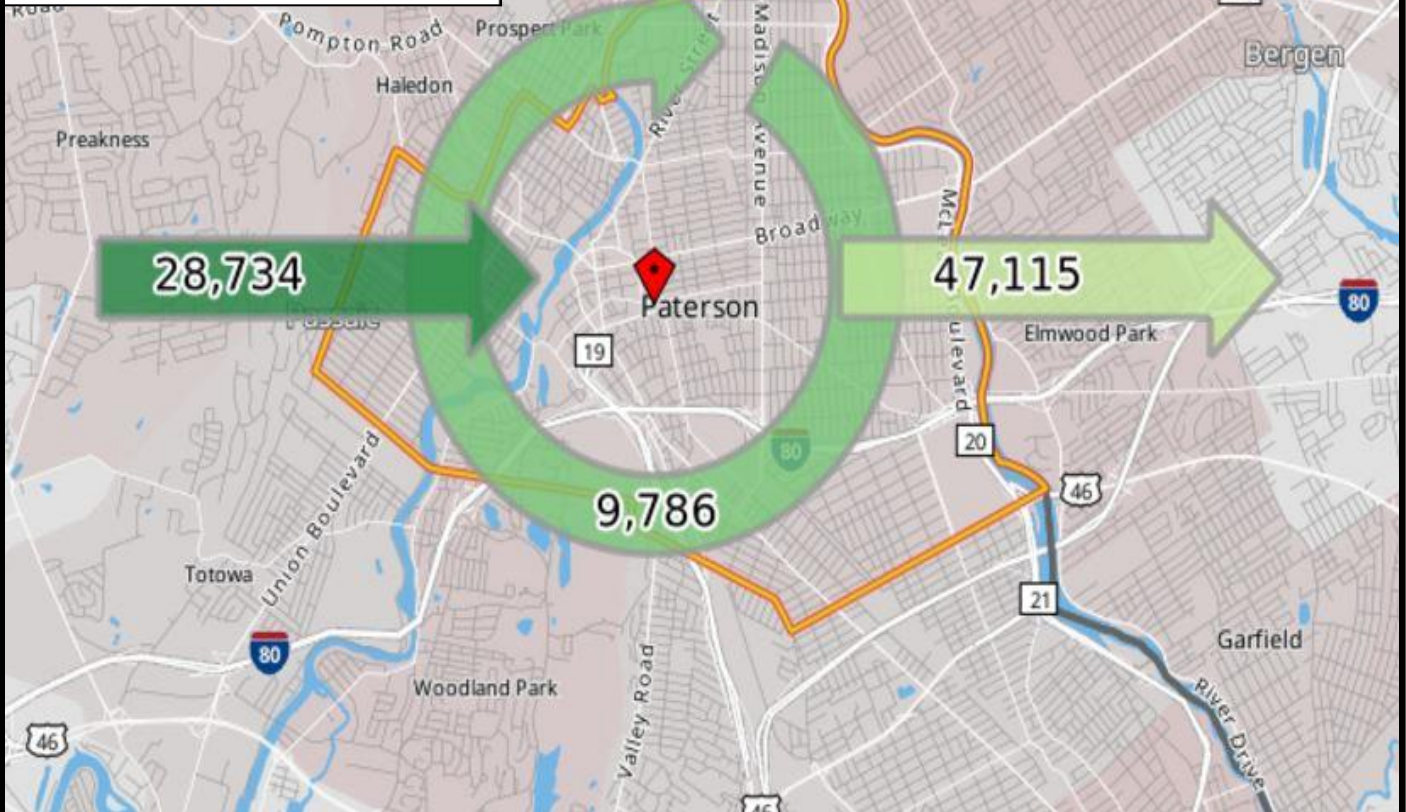 Road
Pompton Road
Prospect Park
River Street
Madison Avenue
Bergen
Haledon
Preakness
Broadway
28,734
47,115
Passaic
Paterson
80
Elmwood Park
19
20
80
46
9,786
Union Boulevard
Totowa
21
80
Garfield
Woodland Park
Valley Road
River Drive
46
46